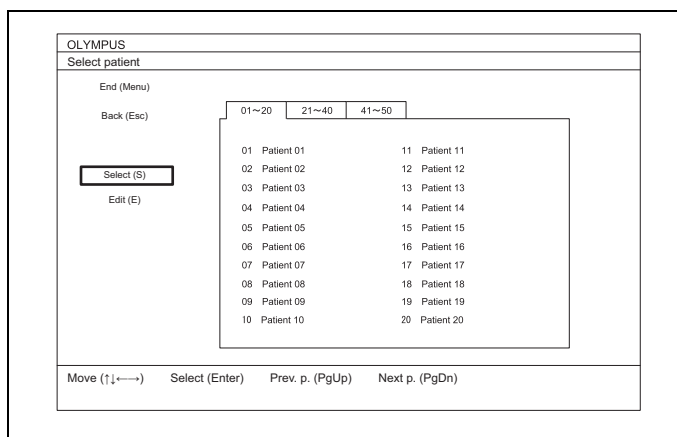 OLYMPUS
Select patient
End (Menu)
Back (Esc)
Select (S)
Edit (E)
01~20 21~40 41~50
01 Patient 01 11 Patient 11
02 Patient 02 12 Patient 12
03 Patient 03 13 Patient 13
04 Patient 04 14 Patient 14
05 Patient 05 15 Patient 15
06 Patient 06 16 Patient 16
07 Patient 07 17 Patient 17
08 Patient 08 18 Patient 18
09 Patient 09 19 Patient 19
10 Patient 10 20 Patient 20
Move (↑↓←→) Select (Enter) Prev. p. (PgUp) Next p. (PgDn)